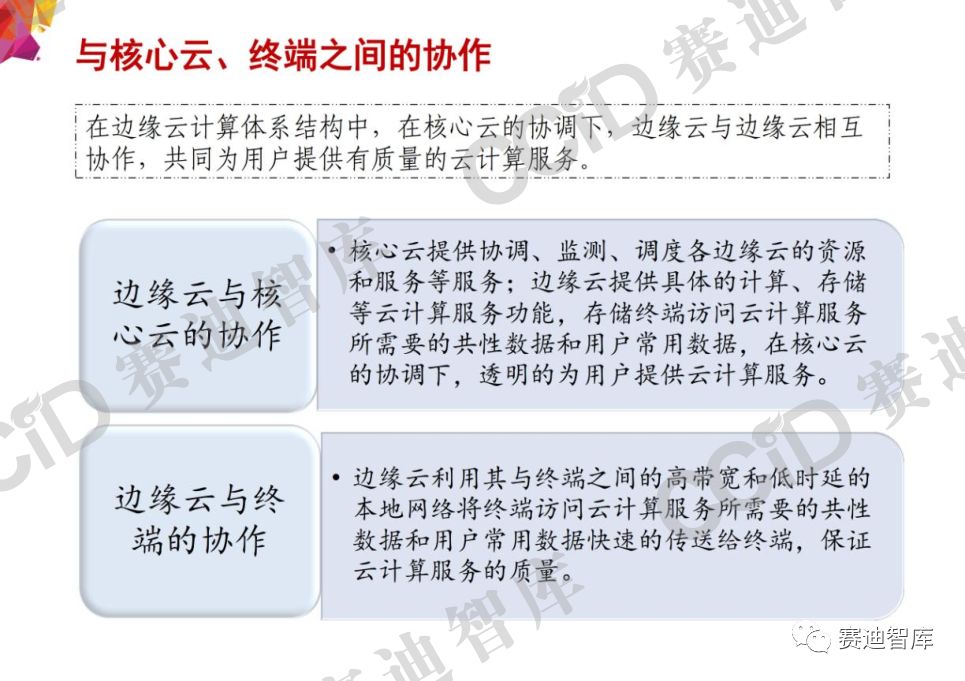 与核心云、终端之间的协作
在边缘云计算体系结构中，在核心云的协调下，边缘云与边缘云相互
协作，共同为用户提供有质量的云计算服务。
边缘云与核
心云的协作
• 核心云提供协调、监测、调度各边缘云的资源
和服务等服务；边缘云提供具体的计算、存储
等云计算服务功能，存储终端访问云计算服务
所需要的共性数据和用户常用数据，在核心云
的协调下，透明的为用户提供云计算服务。
边缘云与终
端的协作
• 边缘云利用其与终端之间的高带宽和低时延的
本地网络将终端访问云计算服务所需要的共性
数据和用户常用数据快速的传送给终端，保证
云计算服务的质量。
CCiD 赛迪智库
CCiD 赛迪智库
CCiD 赛迪
赛迪智库
赛迪智库